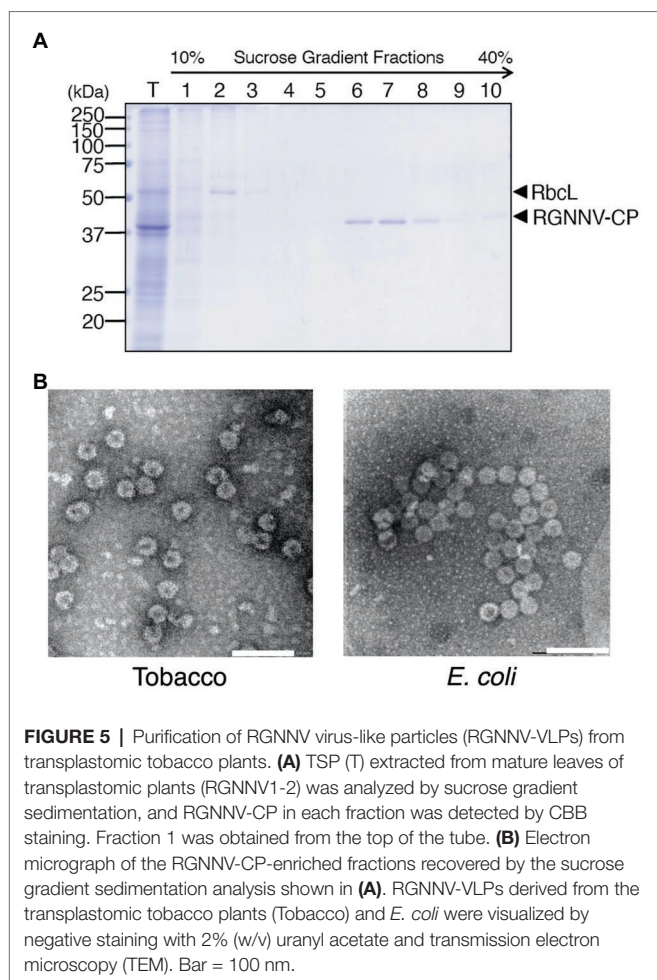 A
10% Sucrose Gradient Fractions 40%
(kDa) T 1 2 3 4 5 6 7 8 9 10
250
150
100
75
50
37
25
20
RbcL
RGNNV-CP
B
Tobacco E. coli
FIGURE 5 | Purification of RGNNV virus-like particles (RGNNV-VLPs) from
transplastomic tobacco plants. (A) TSP (T) extracted from mature leaves of
transplastomic plants (RGNNV1-2) was analyzed by sucrose gradient
sedimentation, and RGNNV-CP in each fraction was detected by CBB
staining. Fraction 1 was obtained from the top of the tube. (B) Electron
micrograph of the RGNNV-CP-enriched fractions recovered by the sucrose
gradient sedimentation analysis shown in (A). RGNNV-VLPs derived from the
transplastomic tobacco plants (Tobacco) and E. coli were visualized by
negative staining with 2% (w/v) uranyl acetate and transmission electron
microscopy (TEM). Bar = 100 nm.